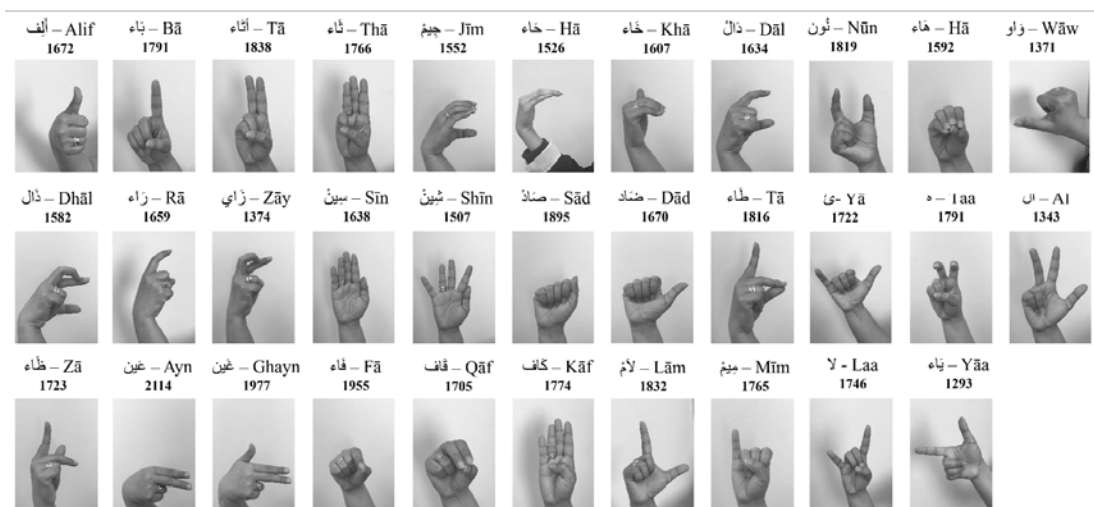 ألِف – Alif بَاء – Bā أتَاء – Tā ثَاء – Thā جِيمْ – Jīm حَاء – Hā خَاء – Khā دَالْ – Dāl نُون – Nūn هَاء – Hā وَاو – Wāw
1672 1791 1838 1766 1552 1526 1607 1634 1819 1592 1371
ذَال – Dhāl رَاء – Rā زَاي – Zāy سِينْ – Sīn شِينْ – Shīn صَادْ – Sād ضَاد – Dād طَّاء – Tā ئ- Yā ه – Taa ال – Al
1582 1659 1374 1638 1507 1895 1670 1816 1722 1791 1343
ظَّاء – Zā عَين – Ayn غَين – Ghayn فَاء – Fā قَاف – Qāf كَاف – Kāf لَامْ – Lām مِيمْ – Mīm لا - Laa يَاء – Yāa
1723 2114 1977 1955 1705 1774 1832 1765 1746 1293